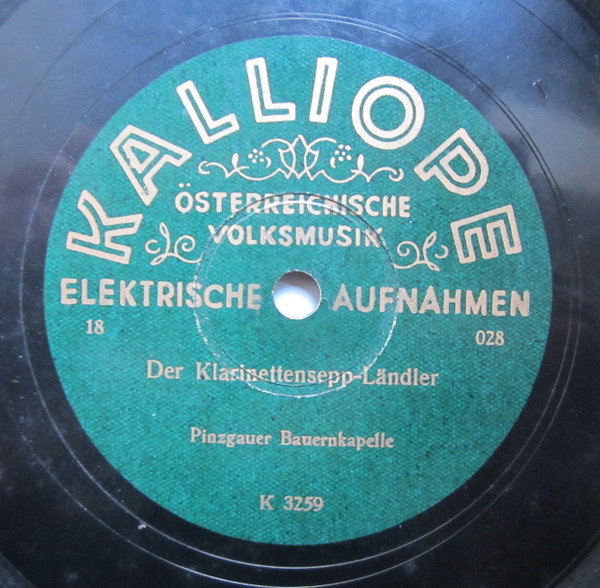 KALLIOPE
ÖSTERREICHISCHE
VOLKSMUSIK
ELEKTRISCHE AUFNAHMEN
18 028
Der Klarinettensepp-Ländler
Pinzgauer Bauernkapelle
K 3259